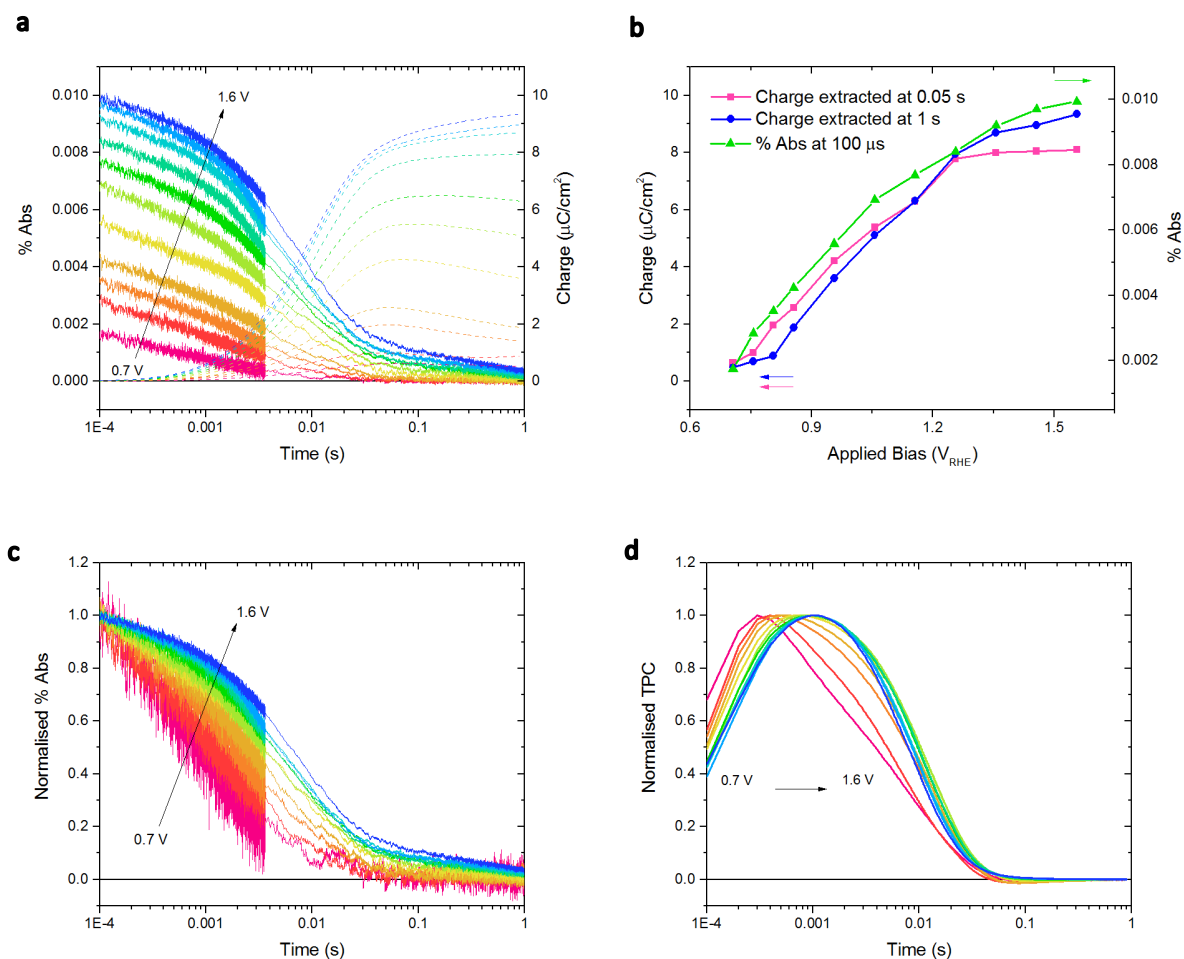 a
0.010
0.008
0.006
0.004
0.002
0.000
% Abs
1.6 V
0.7 V
10
8
6
4
2
0
Charge (μC/cm²)
1E-4
0.001
0.01
0.1
1
Time (s)
b
10
8
6
4
2
0
Charge (μC/cm²)
Charge extracted at 0.05 s
Charge extracted at 1 s
% Abs at 100 μs
0.010
0.008
0.006
0.004
0.002
% Abs
0.6
0.9
1.2
1.5
Applied Bias (V_RHE)
c
1.2
1.0
0.8
0.6
0.4
0.2
0.0
Normalised % Abs
1.6 V
0.7 V
1E-4
0.001
0.01
0.1
1
Time (s)
d
1.2
1.0
0.8
0.6
0.4
0.2
0.0
Normalised TPC
0.7 V
1.6 V
1E-4
0.001
0.01
0.1
1
Time (s)